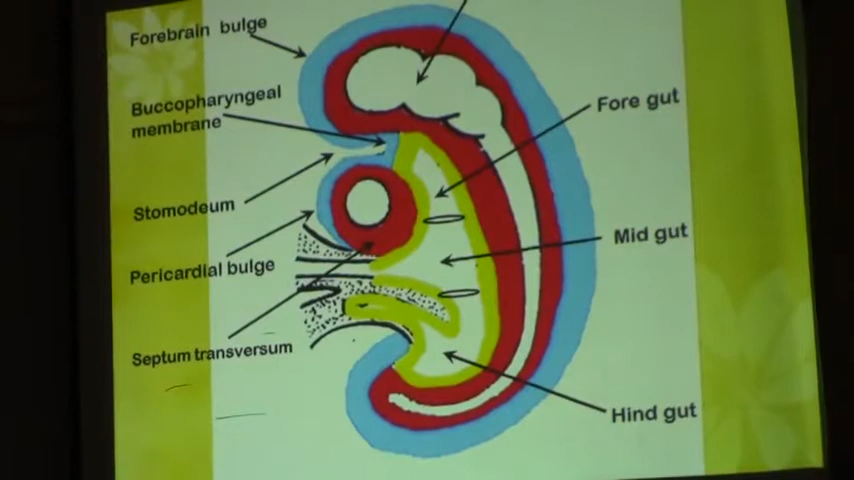 Forebrain bulge
Buccopharyngeal
membrane
Stomodeum
Pericardial bulge
Septum transversum
Fore gut
Mid gut
Hind gut